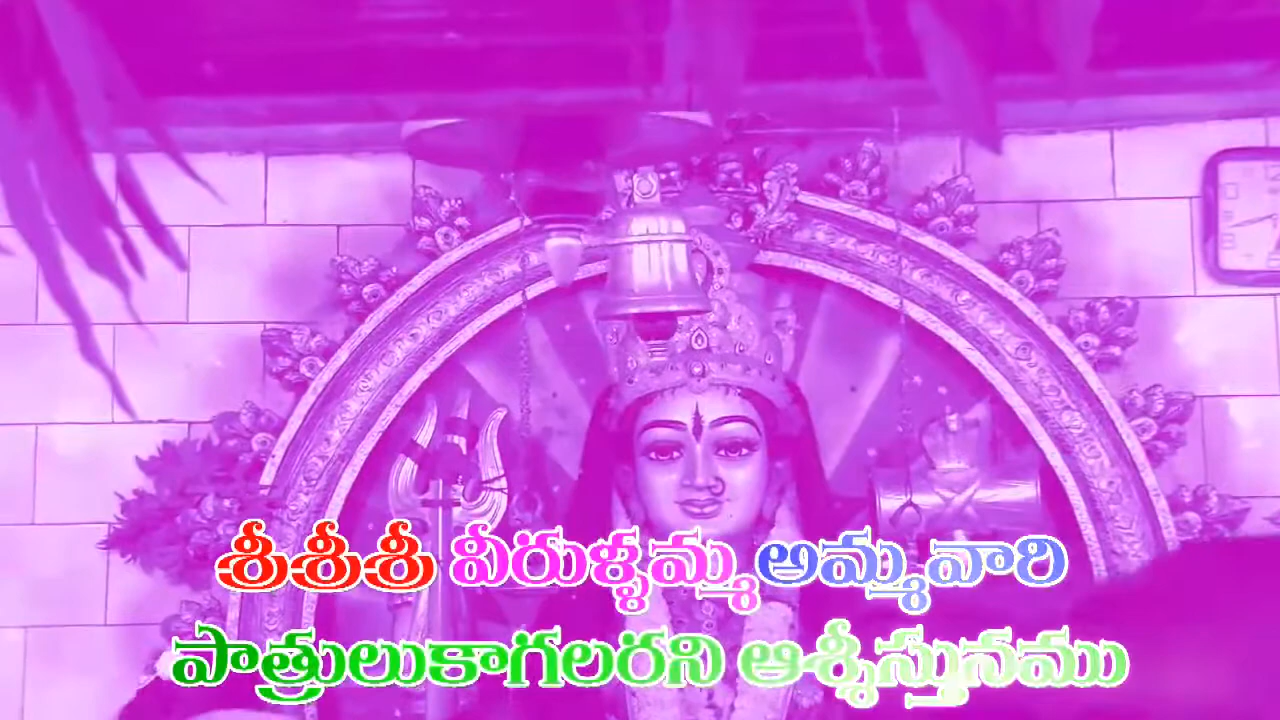 శీశీశీ వీరుళ్ళమ్మ అమ్మవారి
పాత్రులుకాగలరని ఆశ్శీస్తునము